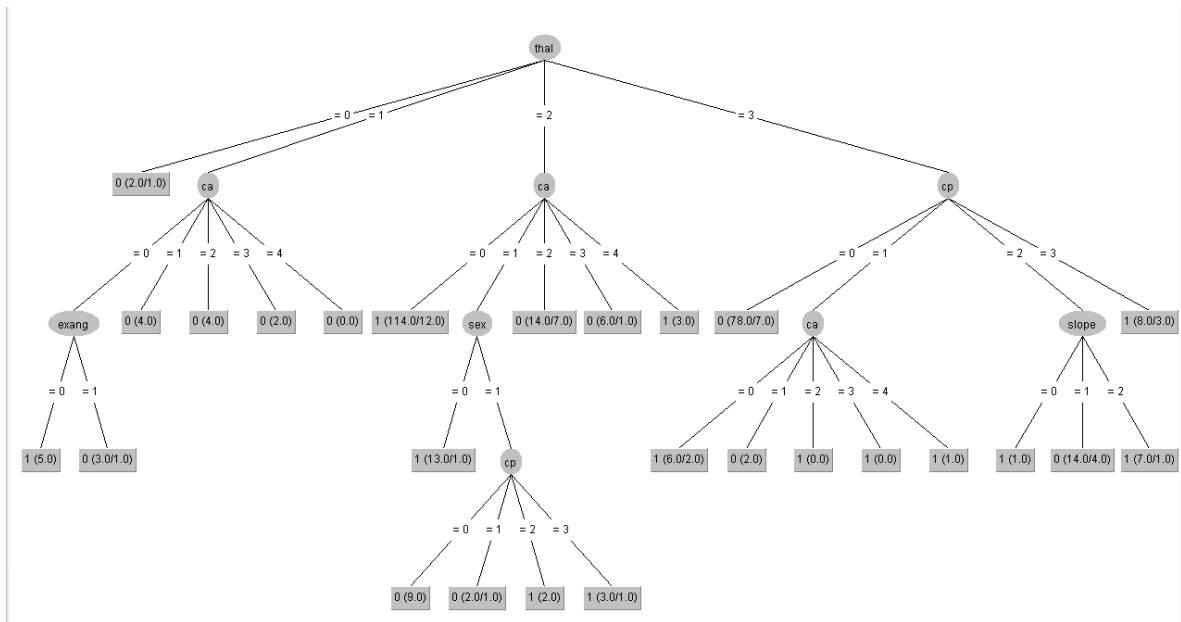 thal
= 0 = 1 = 2 = 3
0 (2.0/1.0) ca ca cp
= 0 = 1 = 2 = 3 = 4 = 0 = 1 = 2 = 3 = 4 = 0 = 1 = 2 = 3
exang 0 (4.0) 0 (4.0) 0 (2.0) 0 (0.0) 1 (114.0/12.0) sex 0 (14.0/7.0) 0 (6.0/1.0) 1 (3.0) 0 (78.0/7.0) ca slope 1 (8.0/3.0)
= 0 = 1 = 0 = 1 = 0 = 1 = 2 = 3 = 4 = 0 = 1 = 2
1 (5.0) 0 (3.0/1.0) 1 (13.0/1.0) cp 1 (6.0/2.0) 0 (2.0) 1 (0.0) 1 (0.0) 1 (1.0) 1 (1.0) 0 (14.0/4.0) 1 (7.0/1.0)
= 0 = 1 = 2 = 3
0 (9.0) 0 (2.0/1.0) 1 (2.0) 1 (3.0/1.0)